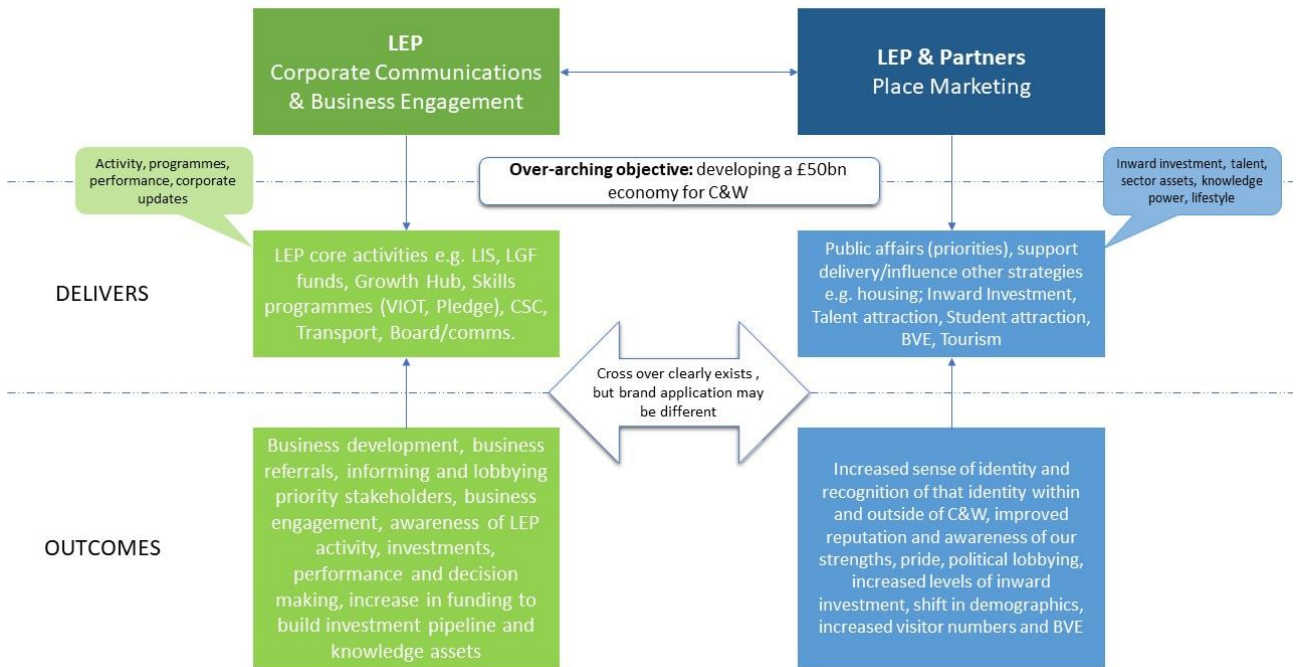 LEP
Corporate Communications
& Business Engagement
LEP & Partners
Place Marketing
Activity, programmes,
performance, corporate
updates
Over-arching objective: developing a £50bn
economy for C&W
Inward investment, talent,
sector assets, knowledge
power, lifestyle
DELIVERS
LEP core activities e.g. LIS, LGF
funds, Growth Hub, Skills
programmes (VIOT, Pledge), CSC,
Transport, Board/comms.
Public affairs (priorities), support
delivery/influence other strategies
e.g. housing; Inward Investment,
Talent attraction, Student attraction,
BVE, Tourism
Cross over clearly exists ,
but brand application may
be different
OUTCOMES
Business development, business
referrals, informing and lobbying
priority stakeholders, business
engagement, awareness of LEP
activity, investments,
performance and decision
making, increase in funding to
build investment pipeline and
knowledge assets
Increased sense of identity and
recognition of that identity within
and outside of C&W, improved
reputation and awareness of our
strengths, pride, political lobbying,
increased levels of inward
investment, shift in demographics,
increased visitor numbers and BVE